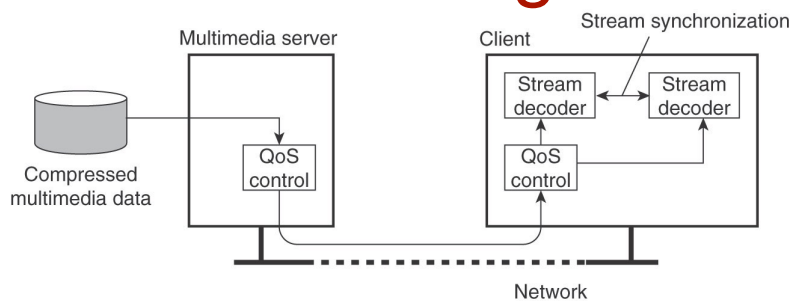 Stream synchronization
Multimedia server
Client
Stream
decoder
Stream
decoder
QoS
control
QoS
control
Compressed
multimedia data
Network